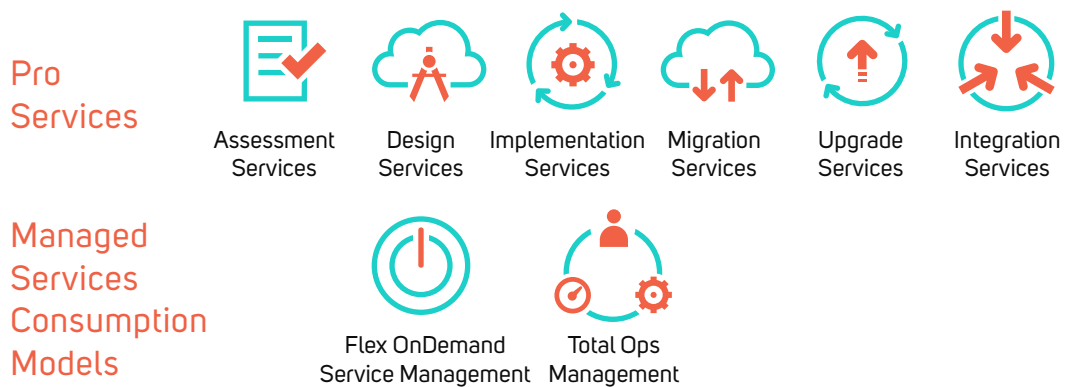 Pro
Services
Assessment
Services
Design
Services
Implementation
Services
Migration
Services
Upgrade
Services
Integration
Services
Managed
Services
Consumption
Models
Flex OnDemand
Service Management
Total Ops
Management